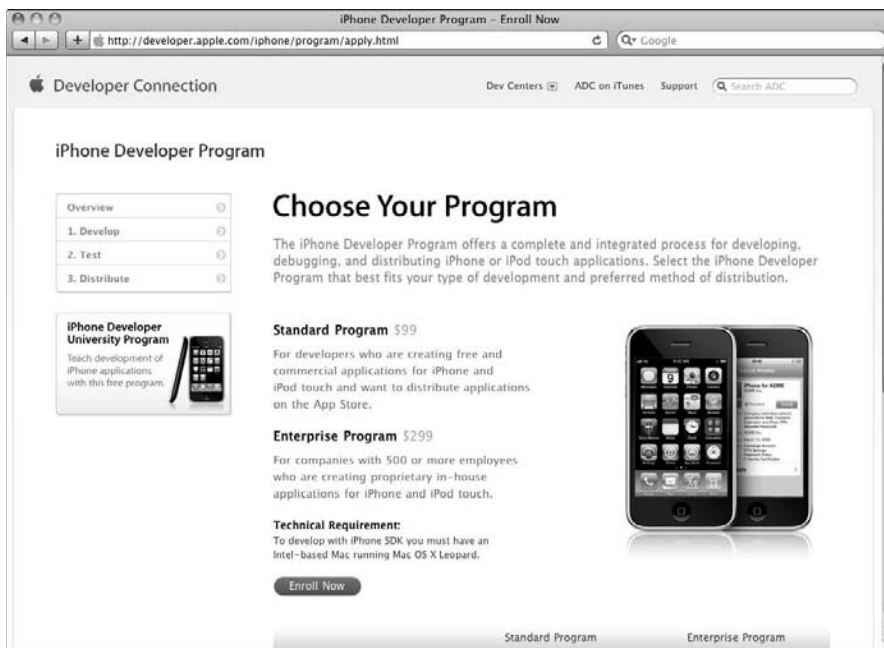 iPhone Developer Program – Enroll Now
http://developer.apple.com/iphone/program/apply.html
Google
Developer Connection
Dev Centers
ADC on iTunes
Support
Search ADC
iPhone Developer Program
Overview
1. Develop
2. Test
3. Distribute
iPhone Developer
University Program
Teach development of
iPhone applications
with this free program.
Choose Your Program
The iPhone Developer Program offers a complete and integrated process for developing,
debugging, and distributing iPhone or iPod touch applications. Select the iPhone Developer
Program that best fits your type of development and preferred method of distribution.
Standard Program $99
For developers who are creating free and
commercial applications for iPhone and
iPod touch and want to distribute applications
on the App Store.
Enterprise Program $299
For companies with 500 or more employees
who are creating proprietary in-house
applications for iPhone and iPod touch.
Technical Requirement:
To develop with iPhone SDK you must have an
Intel-based Mac running Mac OS X Leopard.
Enroll Now
iPhone for ACME
Standard Program
Enterprise Program